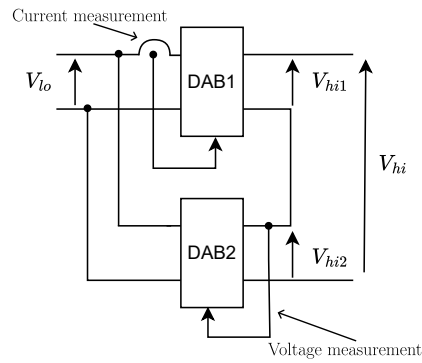 Current measurement
V_lo
DAB1
V_hi1
V_hi
DAB2
V_hi2
Voltage measurement